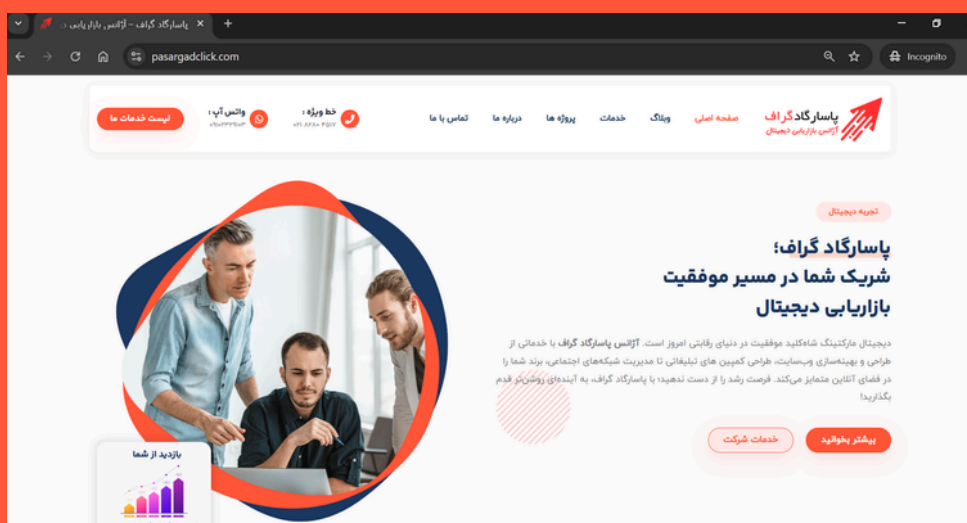 پاسارگاد گراف – آژانس بازاریابی
pasargadclick.com
Incognito
پاسارگاد گراف
آژانس بازاریابی دیجیتال
صفحه اصلی
وبلاگ
خدمات
پروژه ها
درباره ما
تماس با ما
خط ویژه :
واتس آپ :
لیست خدمات ما
تجربه دیجیتال
پاسارگاد گراف؛
شریک شما در مسیر موفقیت
بازاریابی دیجیتال
دیجیتال مارکتینگ شاه‌کلید موفقیت در دنیای رقابتی امروز است. آژانس پاسارگاد گراف با خدماتی از
طراحی و بهینه‌سازی وب‌سایت، طراحی کمپین های تبلیغاتی تا مدیریت شبکه‌های اجتماعی، برند شما را
در فضای آنلاین متمایز می‌کند. فرصت رشد را از دست ندهید؛ با پاسارگاد گراف، به آینده‌ای روشن‌تر قدم
بگذارید!
بیشتر بخوانید
خدمات شرکت
بازدید از شما